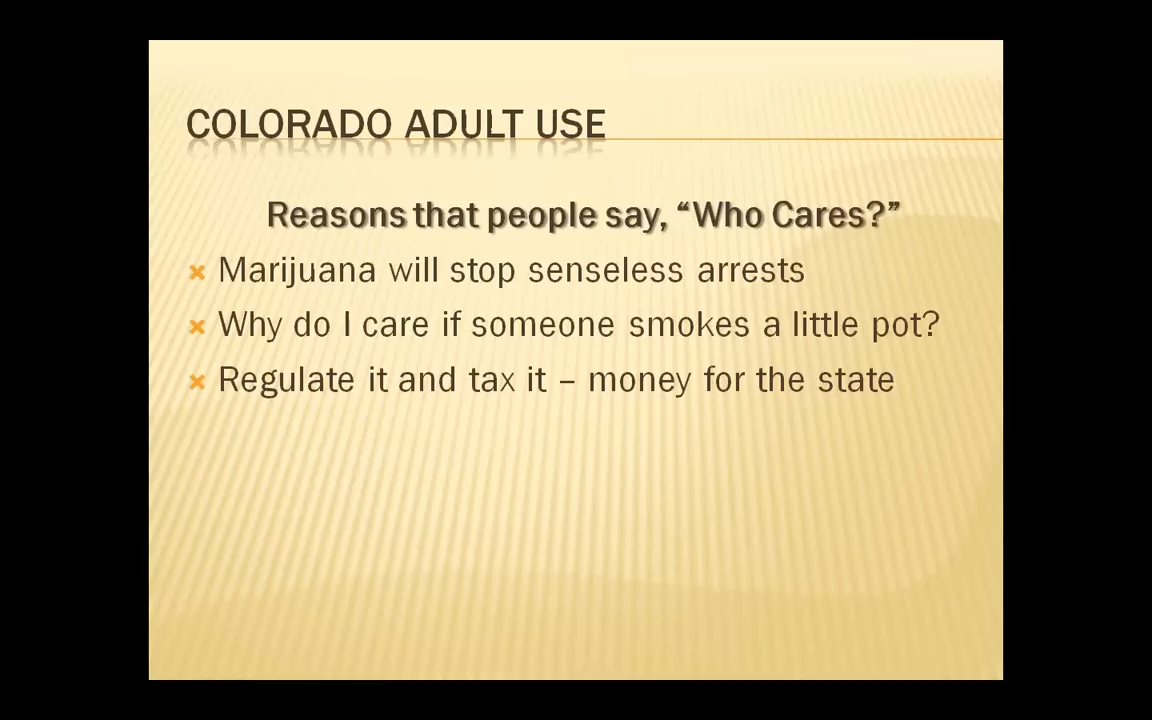 COLORADO ADULT USE
Reasons that people say, “Who Cares?”
Marijuana will stop senseless arrests
Why do I care if someone smokes a little pot?
Regulate it and tax it – money for the state